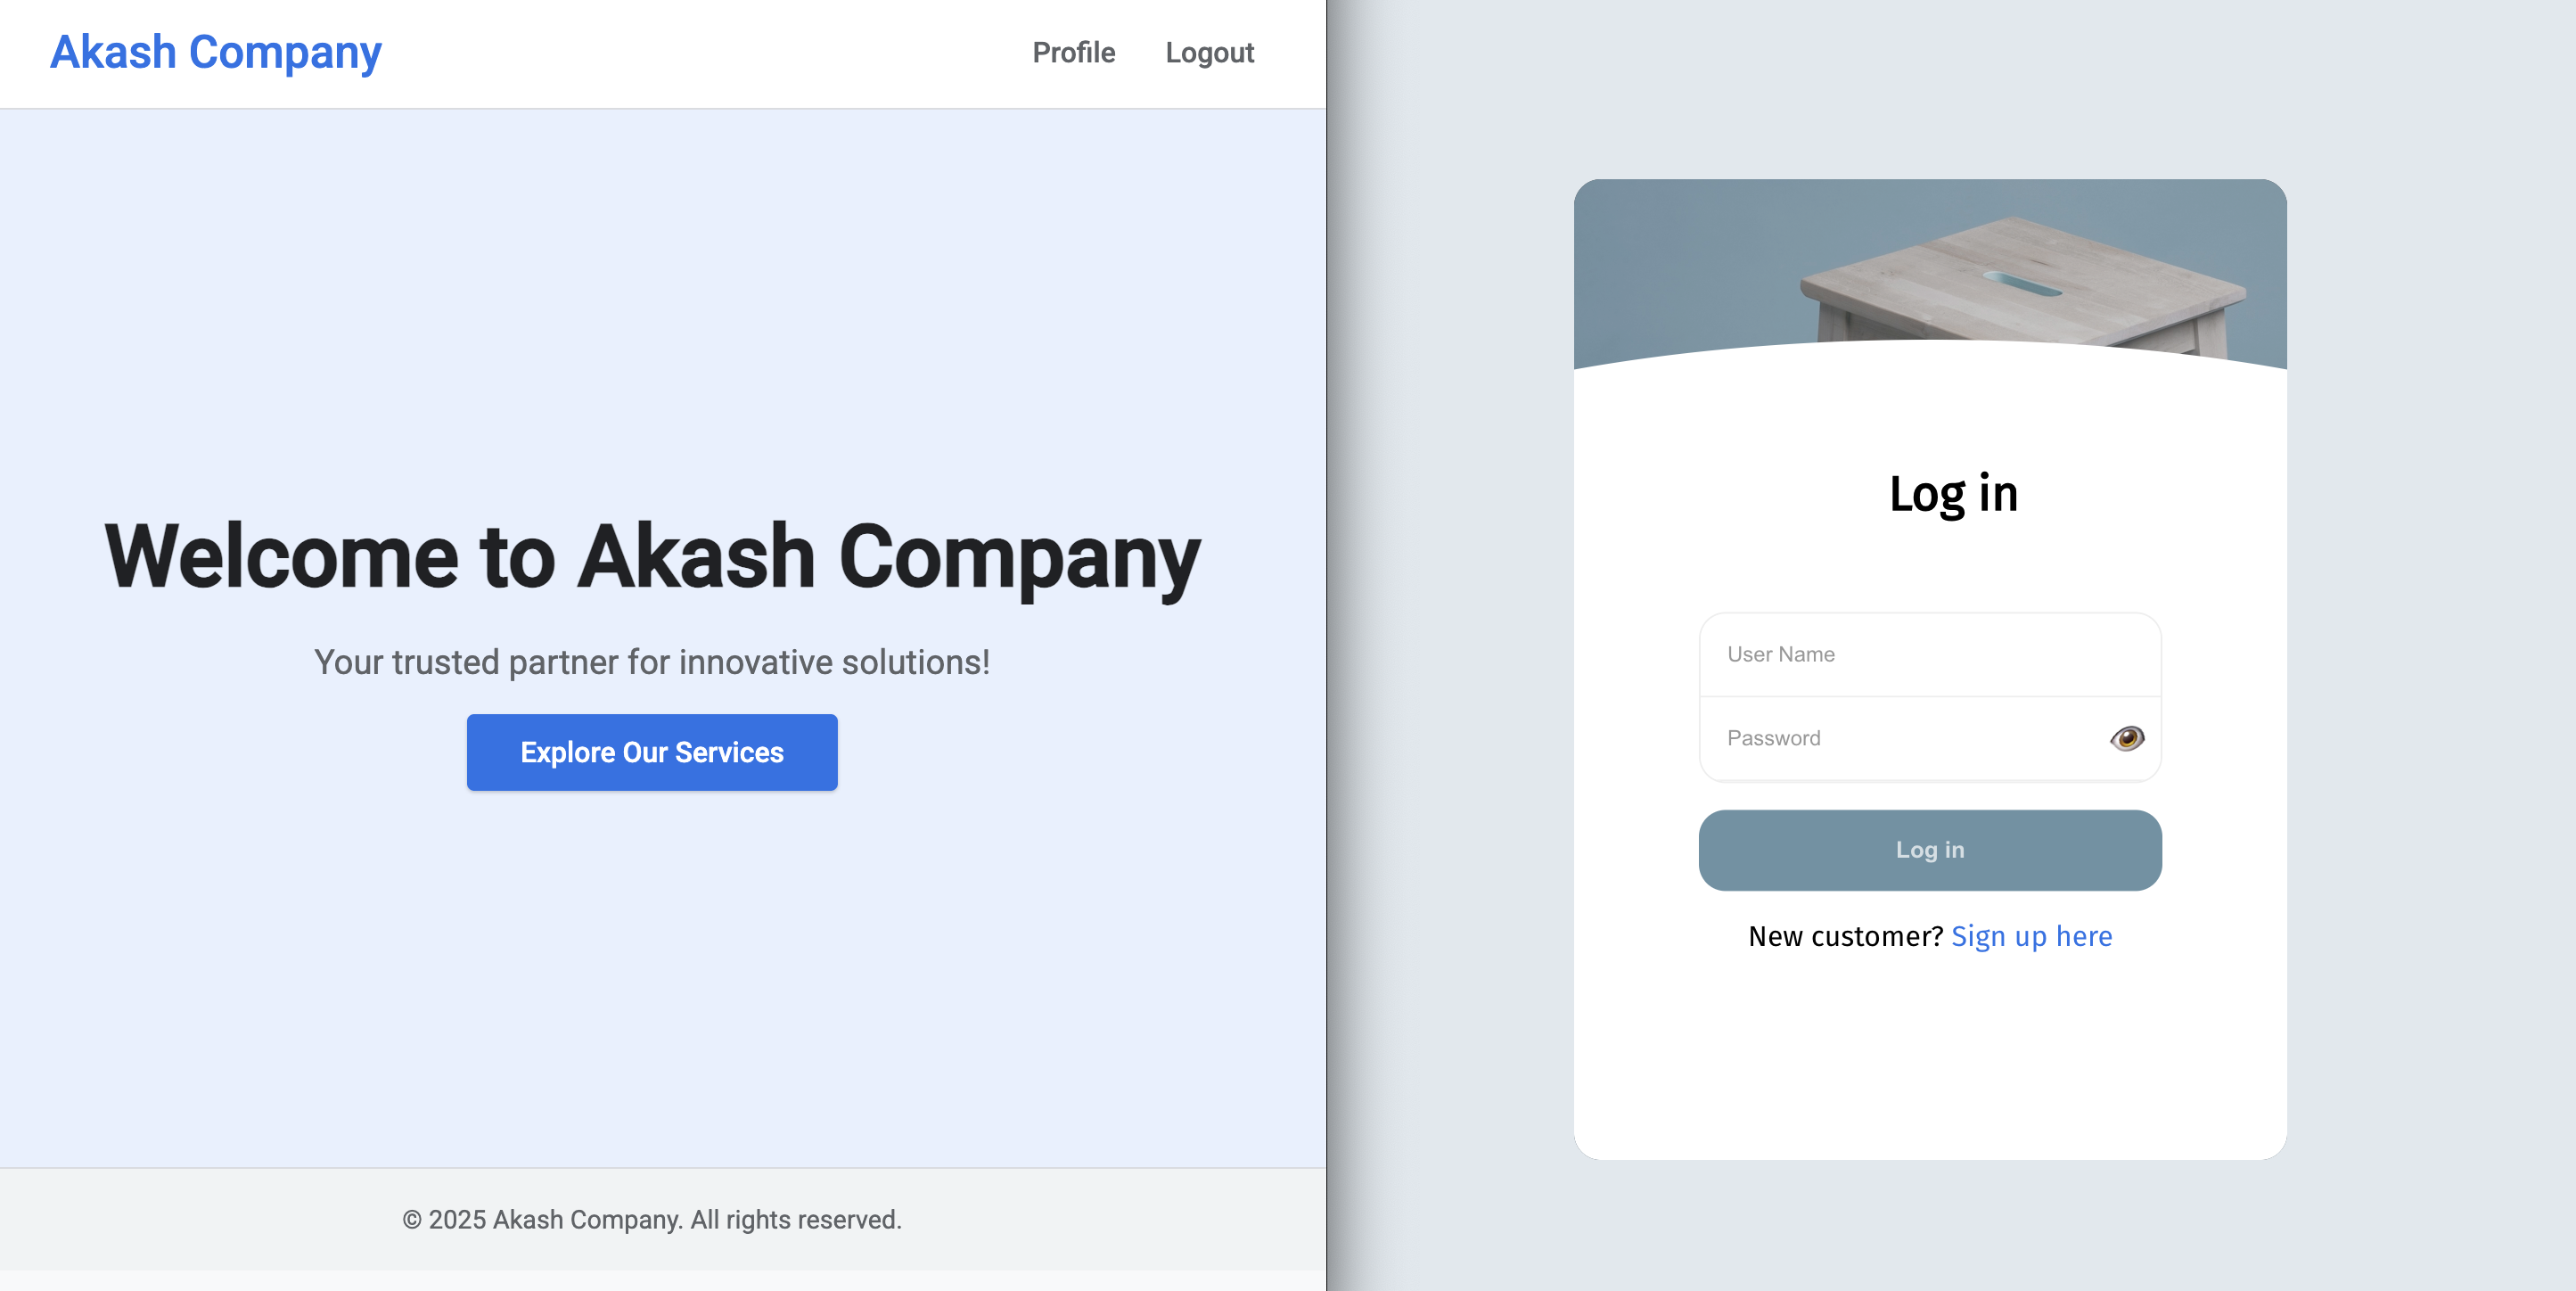 Akash Company
Profile
Logout
Welcome to Akash Company
Your trusted partner for innovative solutions!
Explore Our Services
© 2025 Akash Company. All rights reserved.
Log in
User Name
Password
Log in
New customer? Sign up here